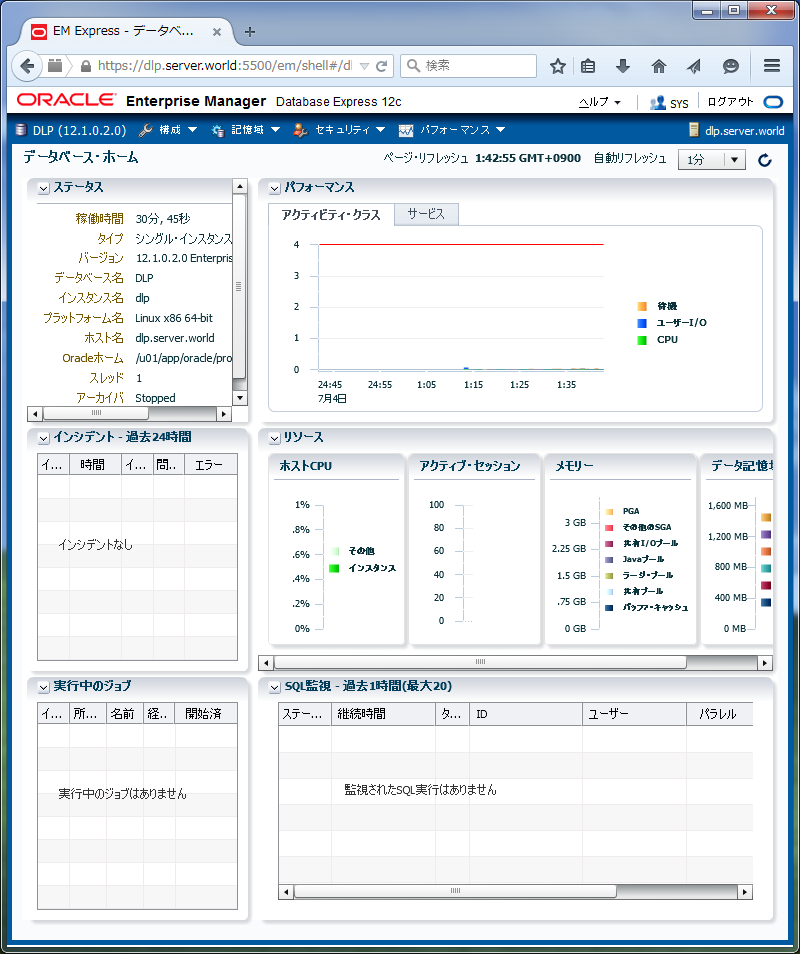 EM Express - データベ...
https://dlp.server.world:5500/em/shell#/dl
検索
ORACLE Enterprise Manager Database Express 12c
ヘルプ SYS ログアウト
DLP (12.1.0.2.0) 構成 記憶域 セキュリティ パフォーマンス dlp.server.world
データベース・ホーム
ページ・リフレッシュ 1:42:55 GMT+0900 自動リフレッシュ 1分
ステータス
稼働時間 30分, 45秒
タイプ シングル・インスタンス
バージョン 12.1.0.2.0 Enterpris
データベース名 DLP
インスタンス名 dlp
プラットフォーム名 Linux x86 64-bit
ホスト名 dlp.server.world
Oracleホーム /u01/app/oracle/pro
スレッド 1
アーカイバ Stopped
パフォーマンス
アクティビティ・クラス サービス
4
3
2
1
0
24:45 24:55 1:05 1:15 1:25 1:35
7月4日
待機
ユーザーI/O
CPU
インシデント - 過去24時間
イ... 時間 イ... 問.. エラー
インシデントなし
リソース
ホストCPU
1%
.8%
.6%
.4%
.2%
0%
その他
インスタンス
アクティブ・セッション
100
80
60
40
20
0
メモリー
3 GB
2.25 GB
1.5 GB
.75 GB
0 GB
PGA
その他のSGA
共有I/Oプール
Javaプール
ラージ・プール
共有プール
バッファ・キャッシュ
データ記憶域
1,600 MB
1,200 MB
800 MB
400 MB
0 MB
実行中のジョブ
イ... 所... 名前 経.. 開始済
実行中のジョブはありません
SQL監視 - 過去1時間(最大20)
ステー... 継続時間 タ... ID ユーザー パラレル
監視されたSQL実行はありません